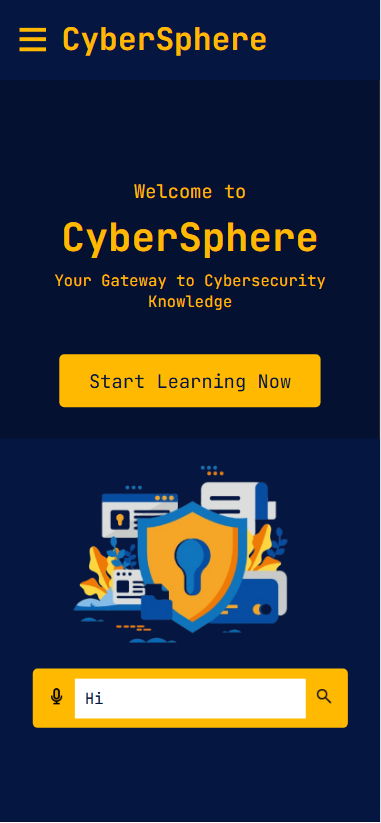 CyberSphere
Welcome to
CyberSphere
Your Gateway to Cybersecurity
Knowledge
Start Learning Now
Hi